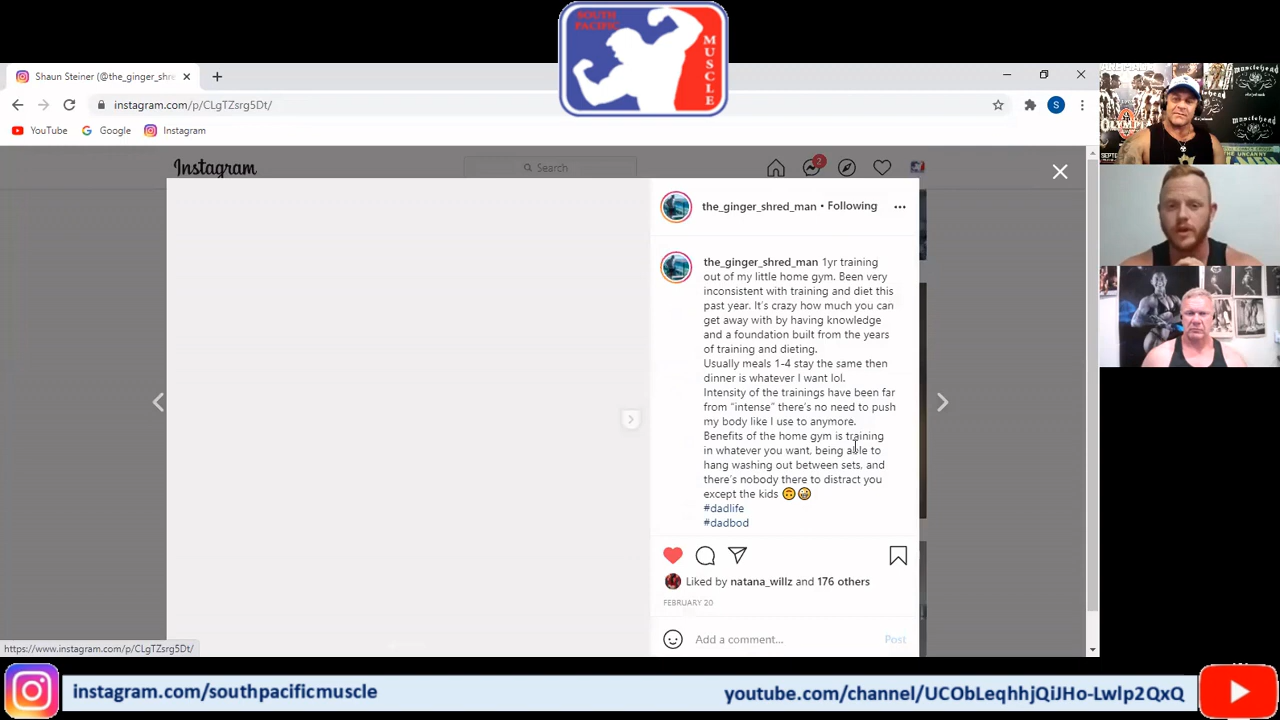 SOUTH
PACIFIC
MUSCLE
Shaun Steiner (@the_ginger_shre
instagram.com/p/CLgTZsrg5Dt/
S
YouTube
Google
Instagram
Instagram
Search
2
the_ginger_shred_man • Following
the_ginger_shred_man 1yr training
out of my little home gym. Been very
inconsistent with training and diet this
past year. It's crazy how much you can
get away with by having knowledge
and a foundation built from the years
of training and dieting.
Usually meals 1-4 stay the same then
dinner is whatever I want lol.
Intensity of the trainings have been far
from “intense” there's no need to push
my body like I use to anymore.
Benefits of the home gym is training
in whatever you want, being able to
hang washing out between sets, and
there's nobody there to distract you
except the kids 🙃😁
#dadlife
#dadbod
Liked by natana_willz and 176 others
FEBRUARY 20
Add a comment...
Post
https://www.instagram.com/p/CLgTZsrg5Dt/
OLYMPIA
musclehead
THE UNCANNY
instagram.com/southpacificmuscle
youtube.com/channel/UCObLeqhhjQiJHo-Lwlp2QxQ